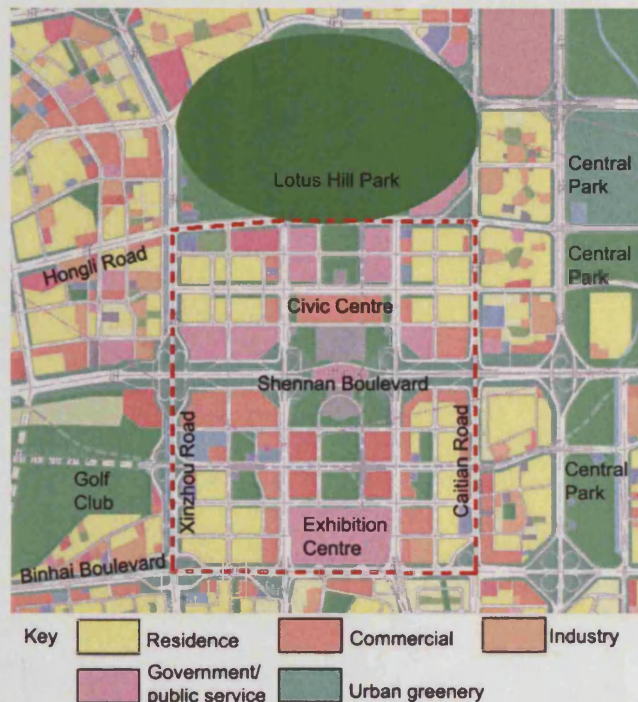 Lotus Hill Park
Central
Park
Hongli Road
Central
Park
Civic Centre
Shennan Boulevard
Xinzhou Road
Caitian Road
Golf
Club
Central
Park
Exhibition
Centre
Binhai Boulevard
Key
Residence
Commercial
Industry
Government/
public service
Urban greenery